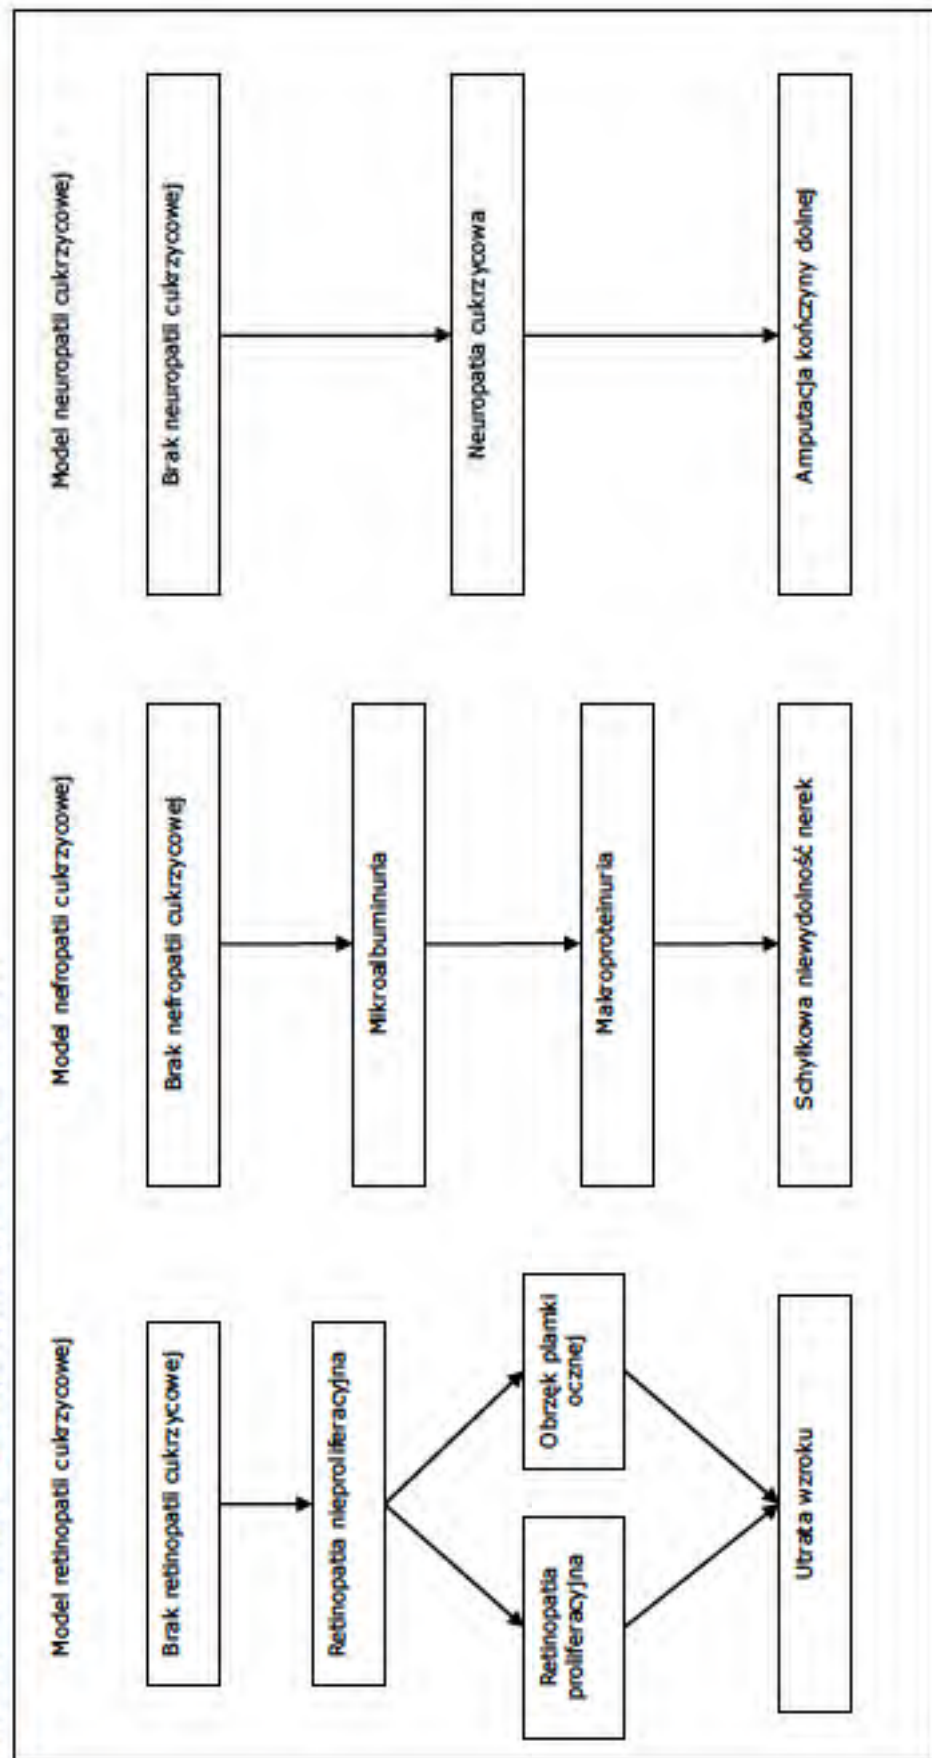 Model retinopatii cukrzycowej
Brak retinopatii cukrzycowej
Retinopatia nieproliferacyjna
Retinopatia
proliferacyjna
Obrzęk plamki
ocznej
Utrata wzroku
Model nefropatii cukrzycowej
Brak nefropatii cukrzycowej
Mikroalbuminuria
Makroproteinuria
Schyłkowa niewydolność nerek
Model neuropatii cukrzycowej
Brak neuropatii cukrzycowej
Neuropatia cukrzycowa
Amputacja kończyny dolnej